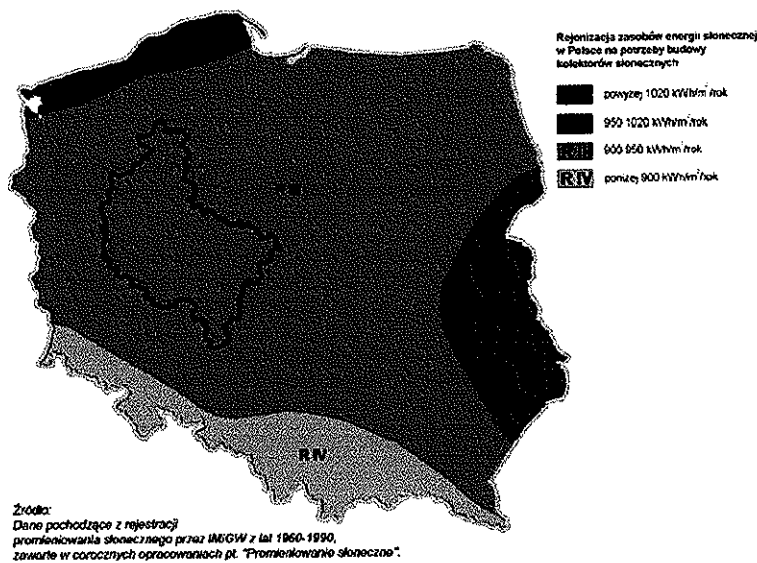 Rejonizacja zasobów energii słonecznej
w Polsce na potrzeby budowy
kolektorów słonecznych
powyżej 1020 kWh/m²/rok
950 1020 kWh/m²/rok
900 950 kWh/m²/rok
R IV poniżej 900 kWh/m²/rok
R IV
Źródło:
Dane pochodzące z rejestracji
promieniowania słonecznego przez IMiGW z lat 1960-1990,
zawarte w corocznych opracowaniach pt. "Promieniowanie słoneczne".